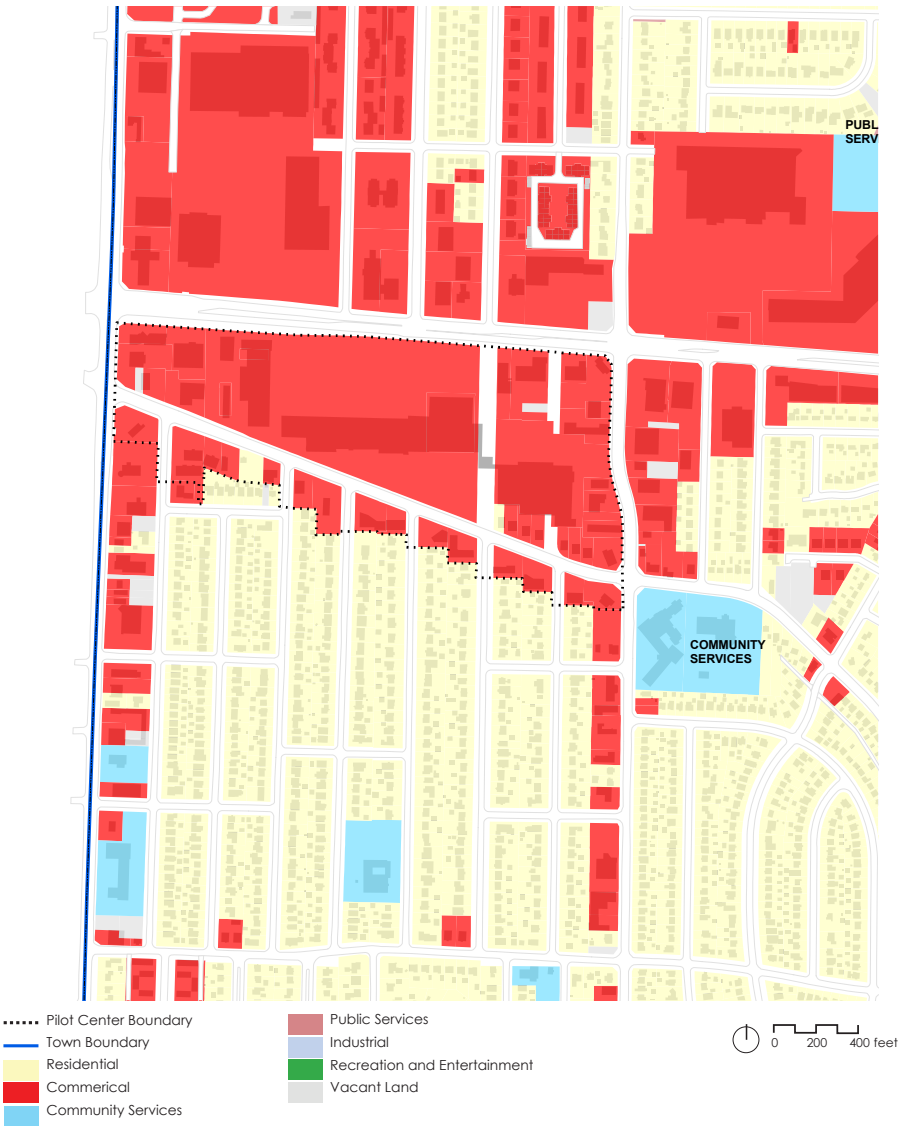 PUBL
SERV
COMMUNITY
SERVICES
Pilot Center Boundary
Town Boundary
Residential
Commerical
Community Services
Public Services
Industrial
Recreation and Entertainment
Vacant Land
0 200 400 feet